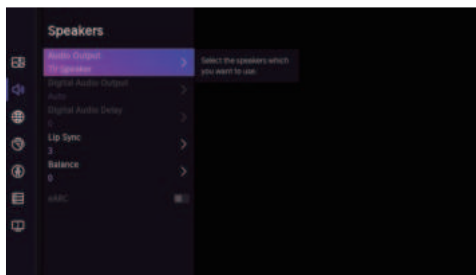 Speakers
Audio Output
TV Speaker
Select the speakers which
you want to use.
Digital Audio Output
Auto
Digital Audio Delay
0
Lip Sync
3
Balance
0
eARC